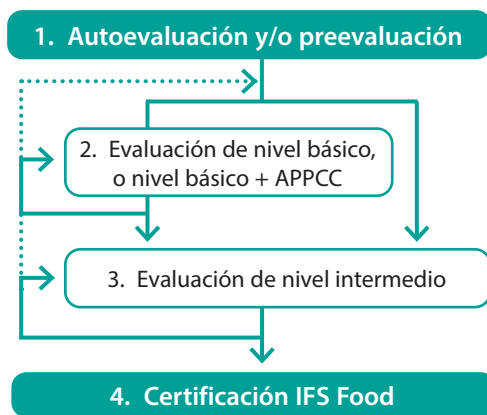 1. Autoevaluación y/o preevaluación
2. Evaluación de nivel básico,
o nivel básico + APPCC
3. Evaluación de nivel intermedio
4. Certificación IFS Food